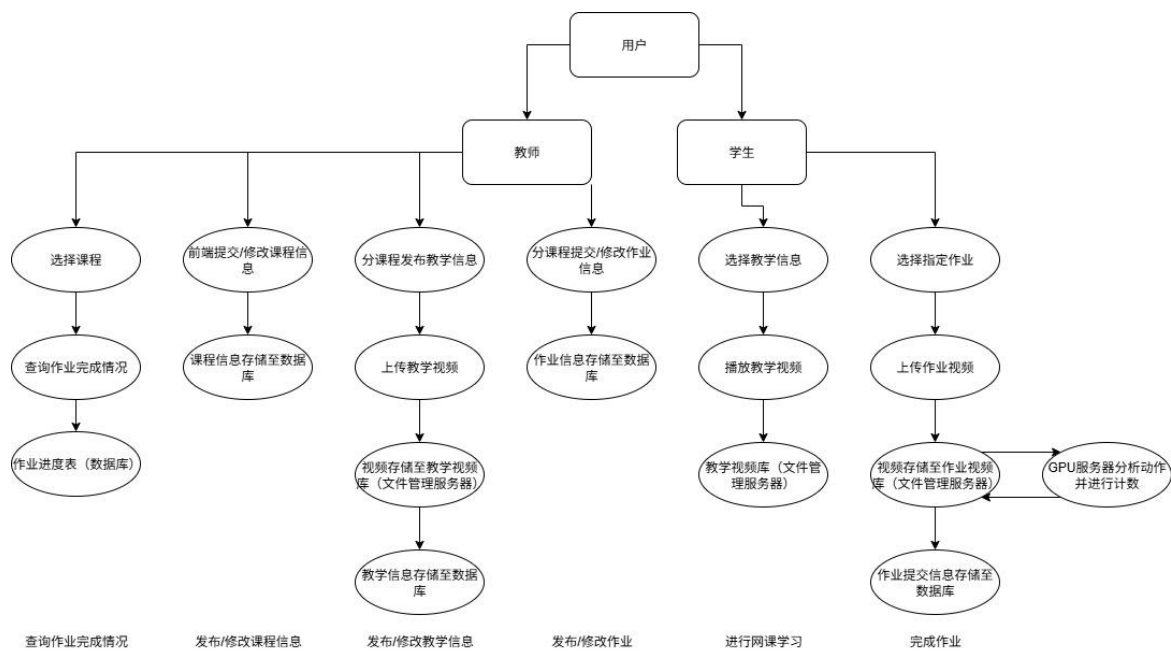 用户
教师
学生
选择课程
前端提交/修改课程信
息
分课程发布教学信息
分课程提交/修改作业
信息
选择教学信息
选择指定作业
查询作业完成情况
课程信息存储至数据
库
上传教学视频
作业信息存储至数据
库
播放教学视频
上传作业视频
作业进度表（数据库）
视频存储至教学视频
库（文件管理服务器）
教学视频库（文件管
理服务器）
视频存储至作业视频
库（文件管理服务器）
GPU服务器分析动作
并进行计数
教学信息存储至数据
库
作业提交信息存储至
数据库
查询作业完成情况
发布/修改课程信息
发布/修改教学信息
发布/修改作业
进行网课学习
完成作业